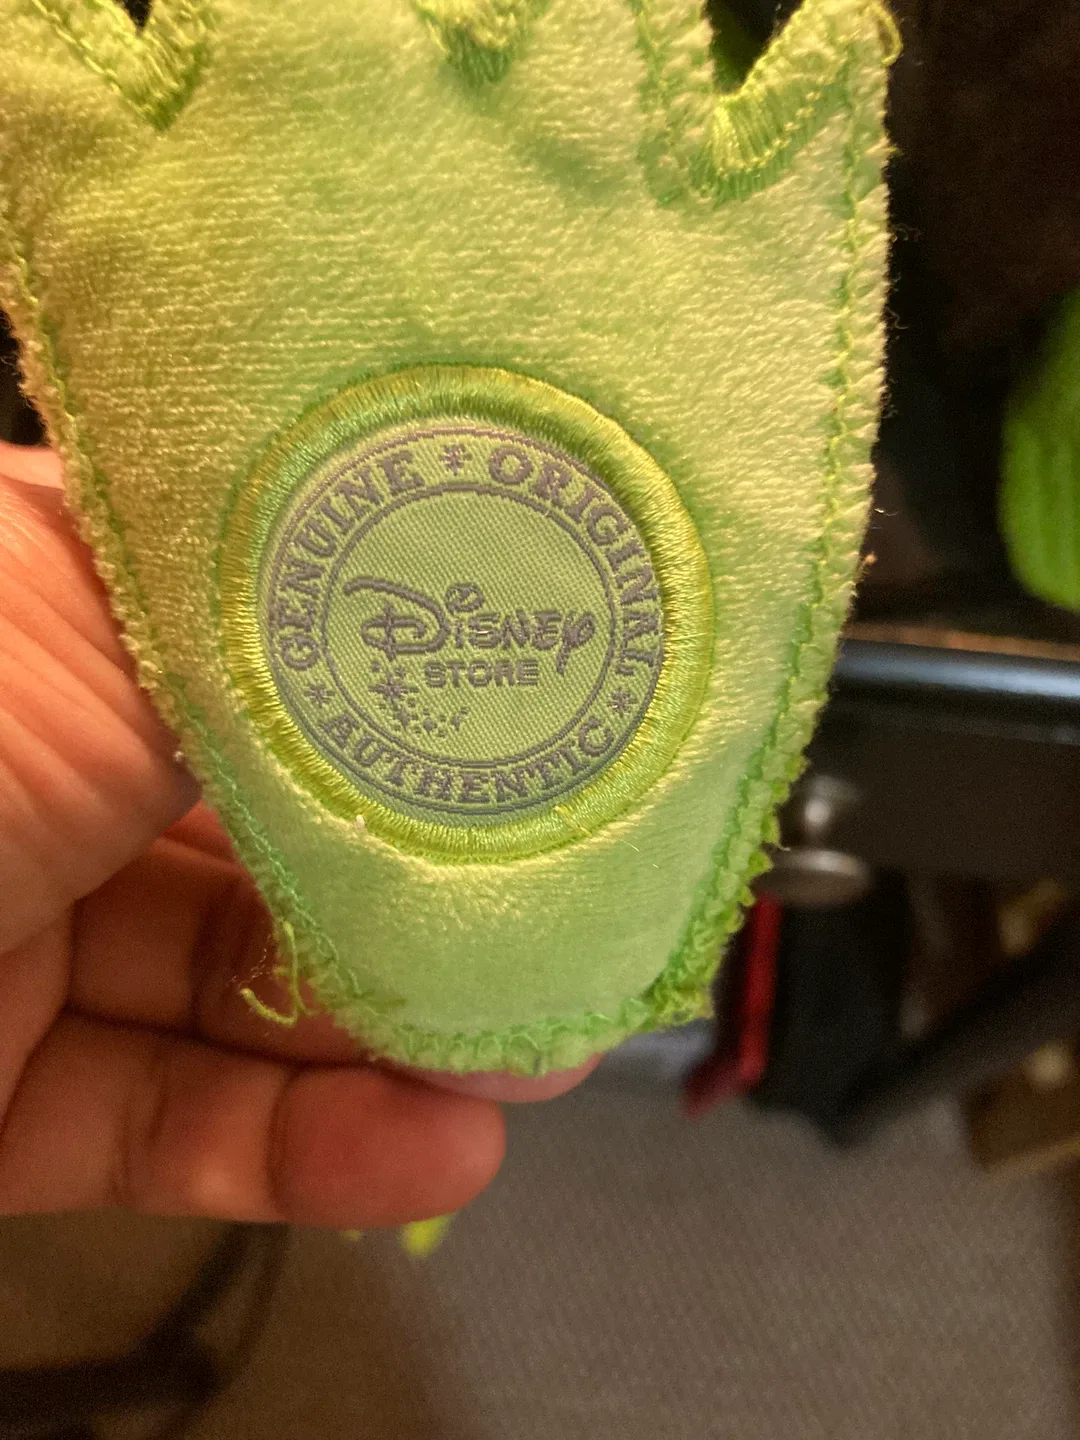 GENUINE * ORIGINAL
Disney
STORE
* AUTHENTIC *